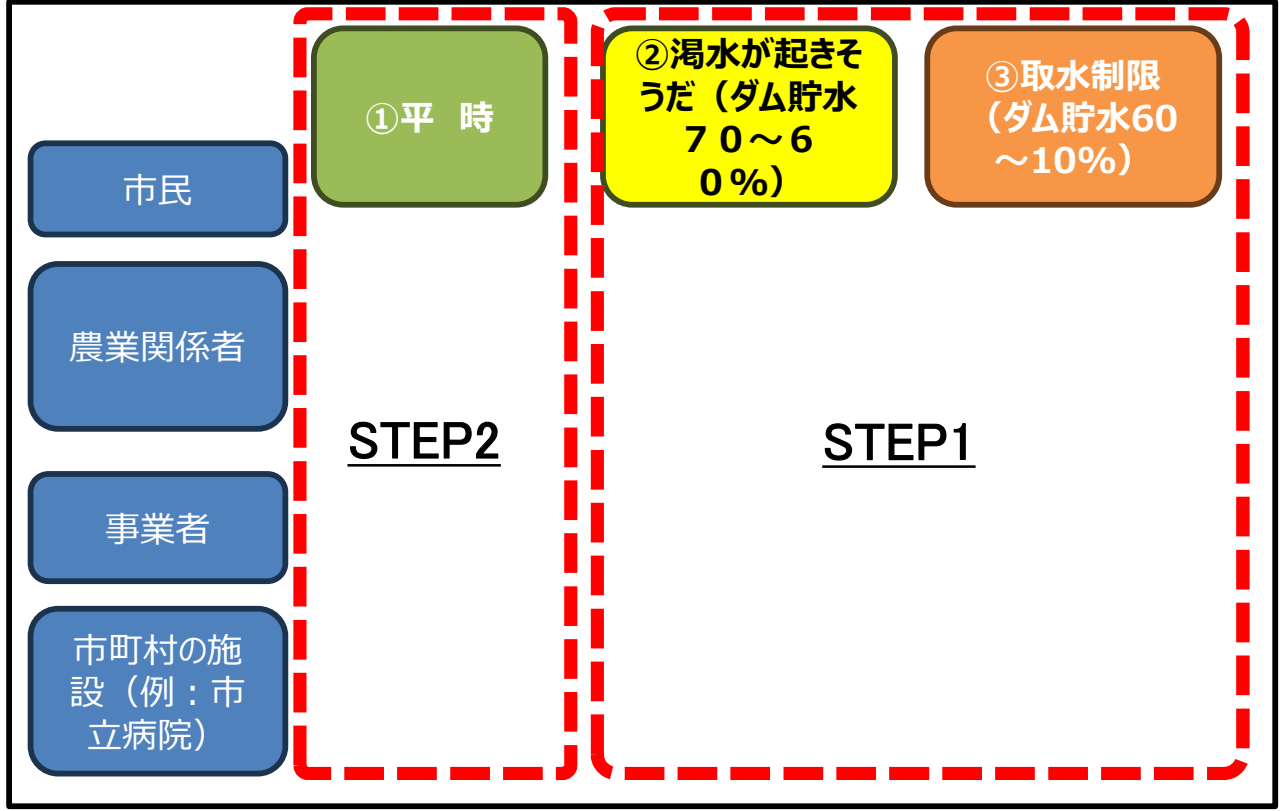 ①平　時
②渇水が起きそ
うだ（ダム貯水
７０～６
０%）
③取水制限
（ダム貯水60
～10%）
市民
農業関係者
事業者
市町村の施
設（例：市
立病院）
STEP2
STEP1